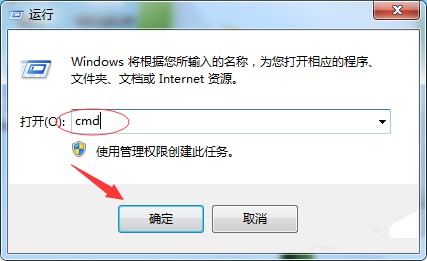 运行
Windows 将根据您所输入的名称，为您打开相应的程序、
文件夹、文档或 Internet 资源。
打开(O): cmd
使用管理权限创建此任务。
确定
取消